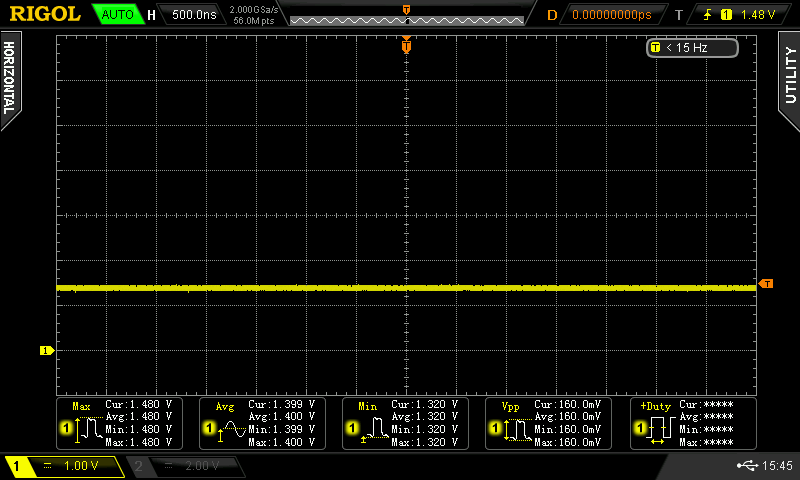 RIGOL AUTO H 500.0ns 2.000GSa/s 56.0M pts T D 0.00000000ps T 1 1.48 V
HORIZONTAL
UTILITY
T
T < 15 Hz
T
1
Max
1
Cur:1.480 V
Avg:1.480 V
Min:1.480 V
Max:1.480 V
Avg
1
Cur:1.399 V
Avg:1.400 V
Min:1.399 V
Max:1.400 V
Min
1
Cur:1.320 V
Avg:1.320 V
Min:1.320 V
Max:1.320 V
Vpp
1
Cur:160.0mV
Avg:160.0mV
Min:160.0mV
Max:160.0mV
+Duty
1
Cur:*****
Avg:*****
Min:*****
Max:*****
1 1.00 V 2 2.00 V 15:45